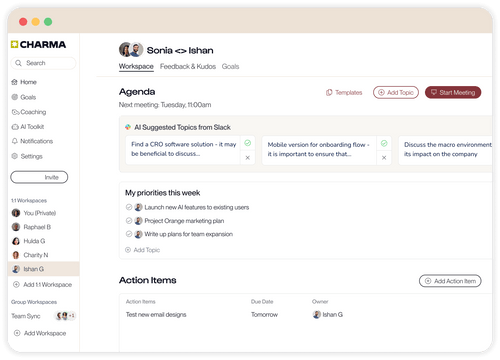 CHARMA
Search
Home
Goals
Coaching
AI Toolkit
Notifications
Settings
Invite
1:1 Workspaces
You (Private)
Raphael B
Hulda G
Charity N
Ishan G
Add 1:1 Workspace
Group Workspaces
Team Sync
+1
Add Workspace
Sonia <> Ishan
Workspace Feedback & Kudos Goals
Agenda
Next meeting: Tuesday, 11:00am
Templates
Add Topic
Start Meeting
AI Suggested Topics from Slack
Find a CRO software solution - it may
be beneficial to discuss...
Mobile version for onboarding flow -
it is important to ensure that...
Discuss the macro environment
its impact on the company
My priorities this week
Launch new AI features to existing users
Project Orange marketing plan
Write up plans for team expansion
Add Topic
Action Items
Add Action Item
Action Items Due Date Owner
Test new email designs Tomorrow Ishan G